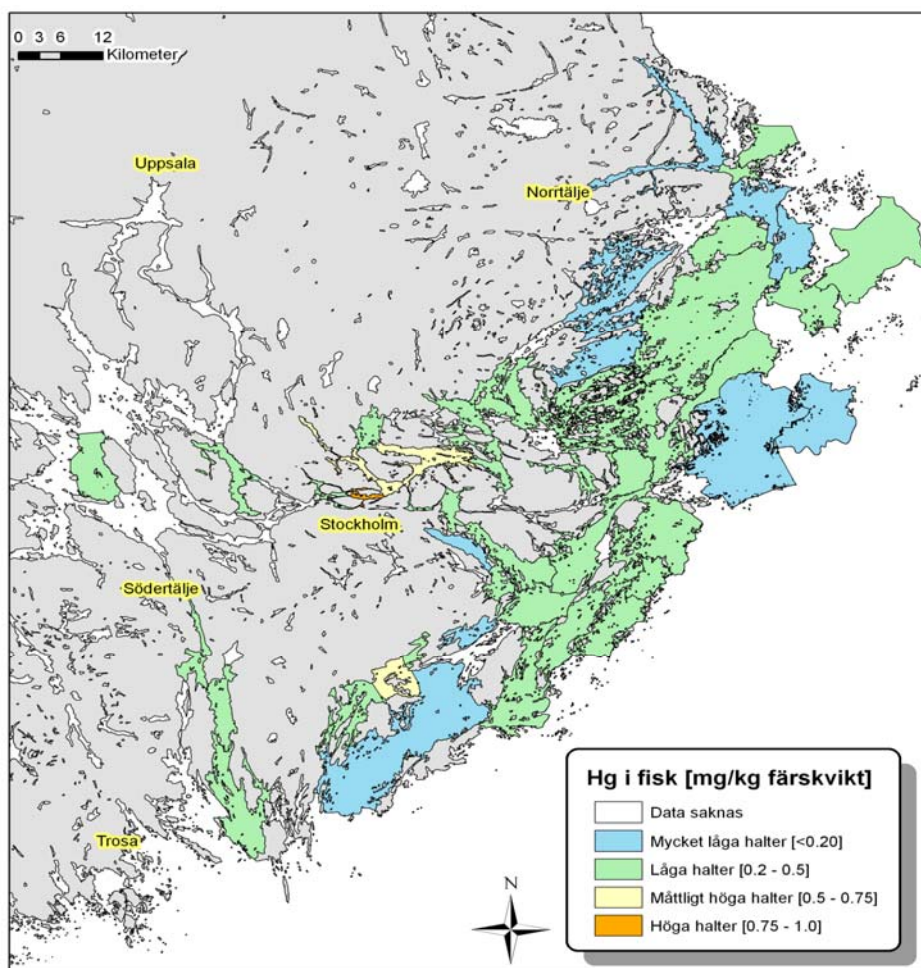 0 3 6 12
Kilometer
Uppsala
Norrtälje
Stockholm
Södertälje
Trosa
N
Hg i fisk [mg/kg färskvikt]
Data saknas
Mycket låga halter [<0.20]
Låga halter [0.2 - 0.5]
Måttligt höga halter [0.5 - 0.75]
Höga halter [0.75 - 1.0]